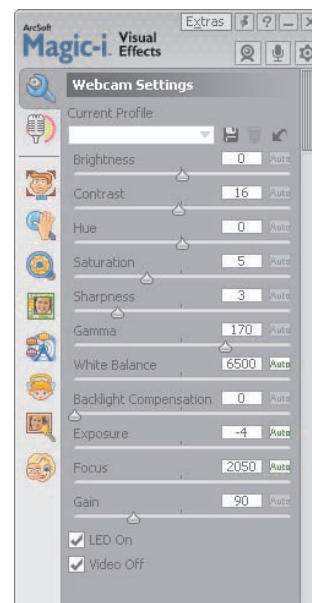 Extras ? _ X
ArcSoft
Magic-i Visual
Effects
Webcam Settings
Current Profile
Brightness 0 Auto
Contrast 16 Auto
Hue 0 Auto
Saturation 5 Auto
Sharpness 3 Auto
Gamma 170 Auto
White Balance 6500 Auto
Backlight Compensation 0 Auto
Exposure -4 Auto
Focus 2050 Auto
Gain 90 Auto
LED On
Video Off